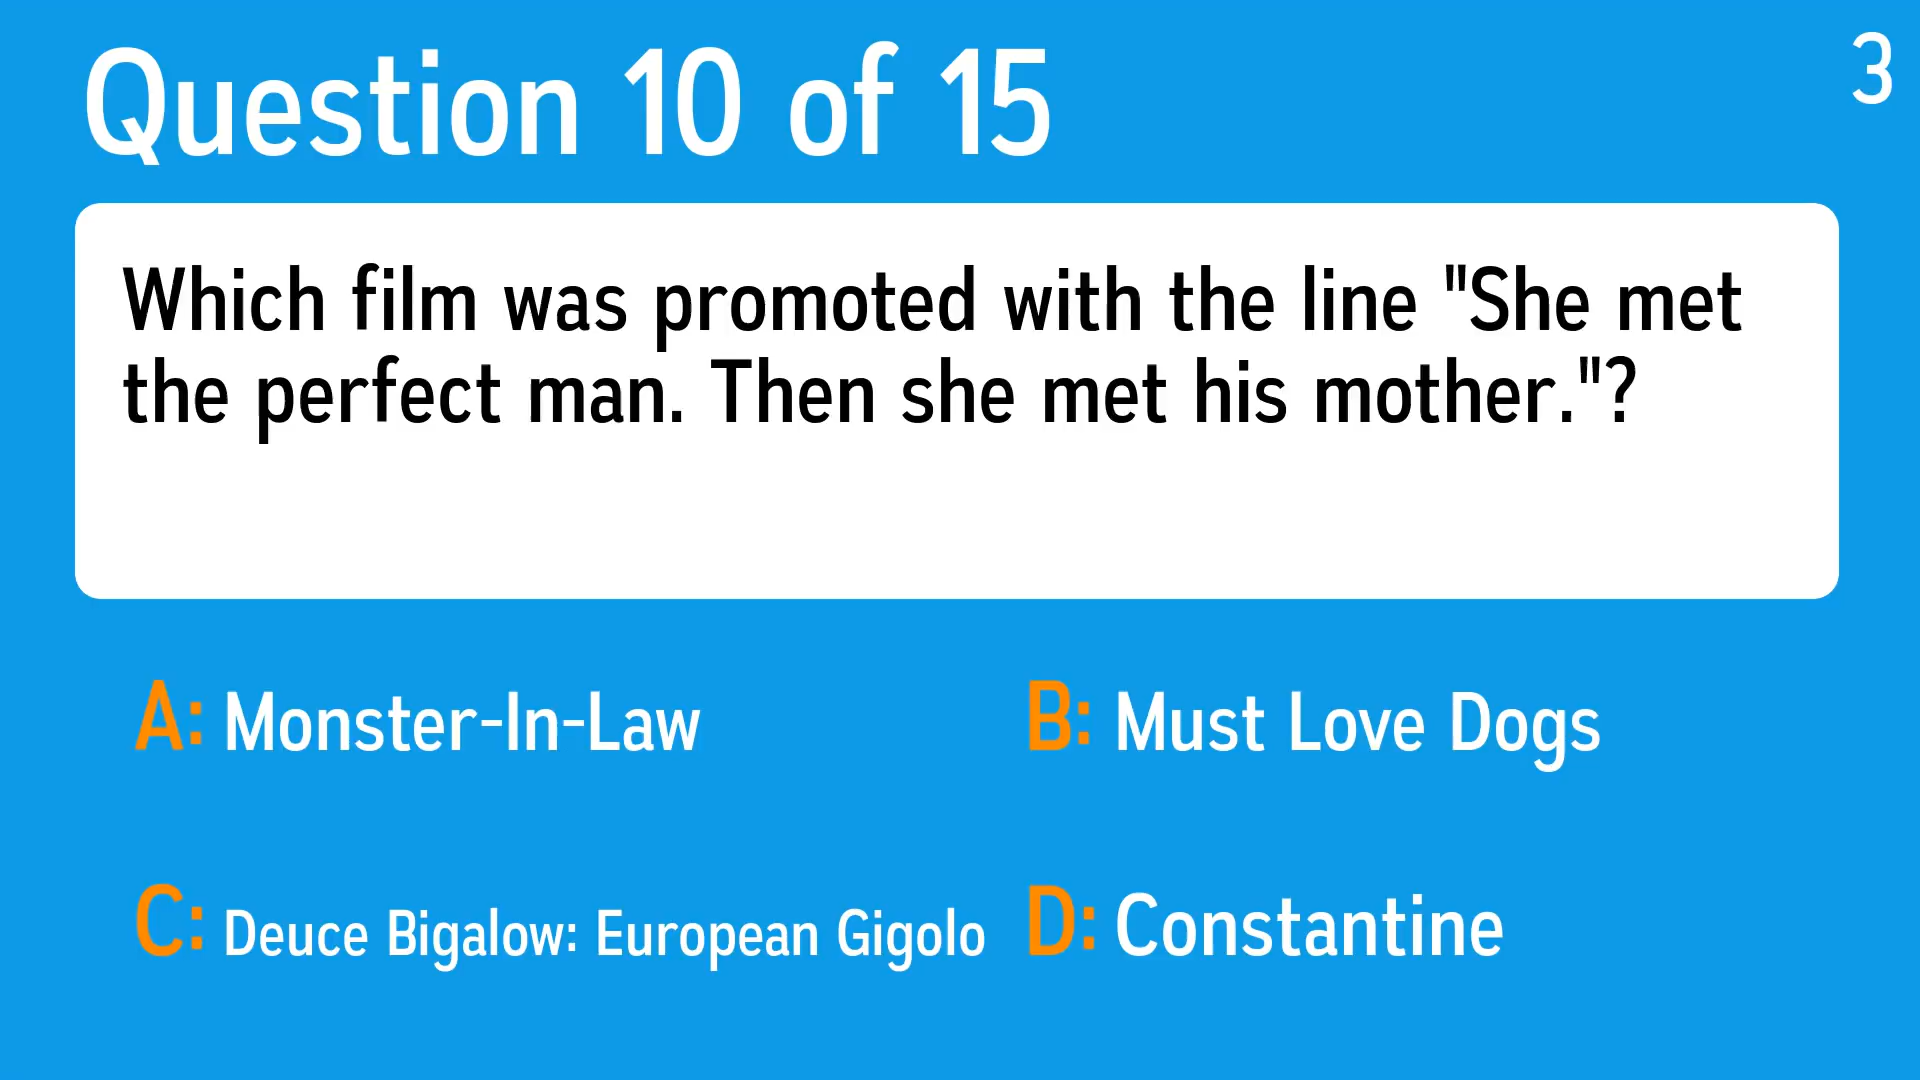 Question 10 of 15
3
Which film was promoted with the line "She met
the perfect man. Then she met his mother."?
A: Monster-In-Law
B: Must Love Dogs
C: Deuce Bigalow: European Gigolo
D: Constantine